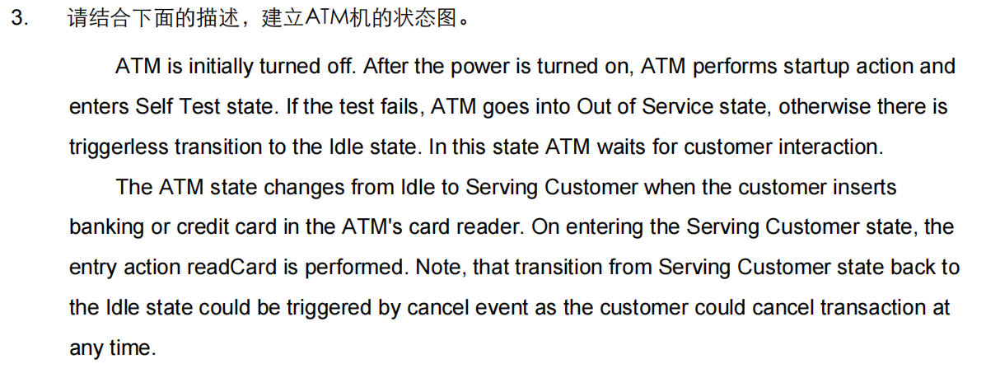 3. 请结合下面的描述，建立ATM机的状态图。
ATM is initially turned off. After the power is turned on, ATM performs startup action and
enters Self Test state. If the test fails, ATM goes into Out of Service state, otherwise there is
triggerless transition to the Idle state. In this state ATM waits for customer interaction.
The ATM state changes from Idle to Serving Customer when the customer inserts
banking or credit card in the ATM's card reader. On entering the Serving Customer state, the
entry action readCard is performed. Note, that transition from Serving Customer state back to
the Idle state could be triggered by cancel event as the customer could cancel transaction at
any time.